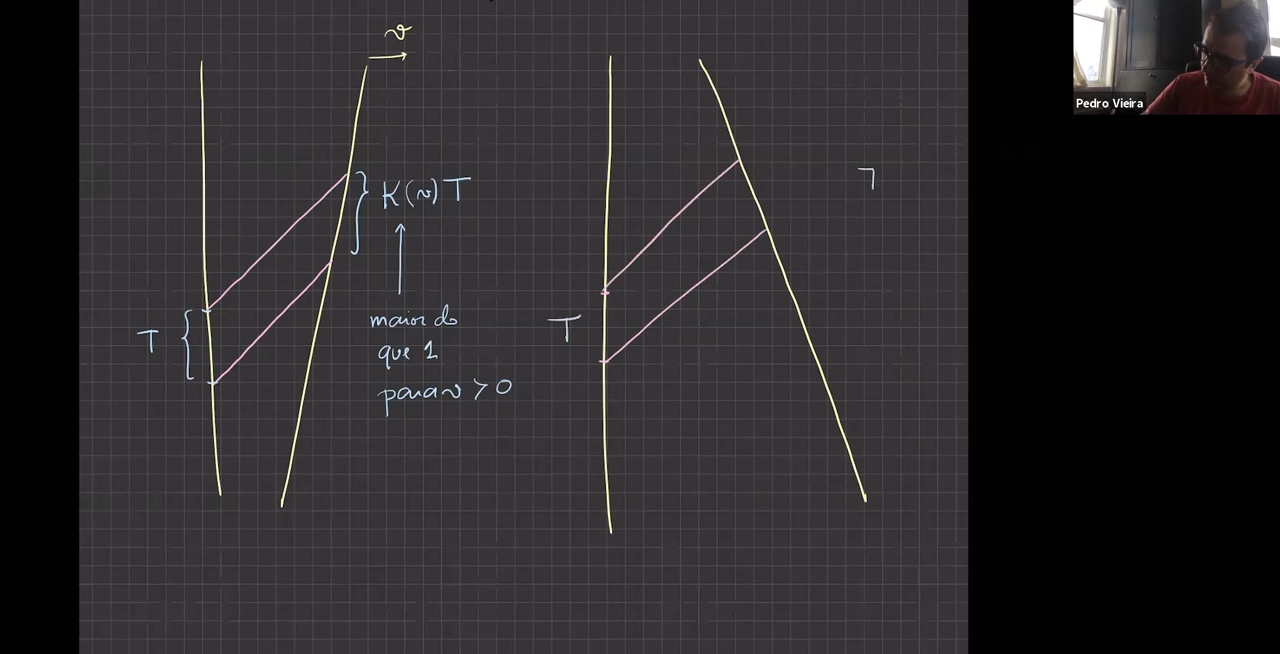 v
K(v) T
T
maior do
que 1
para v > 0
T
Pedro Vieira